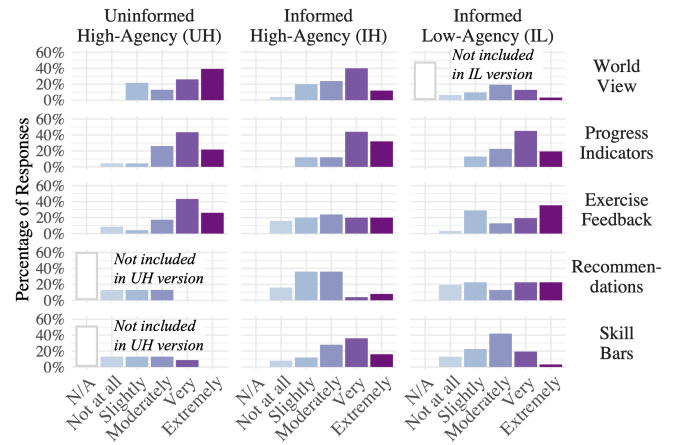 Uninformed
High-Agency (UH)
Informed
High-Agency (IH)
Informed
Low-Agency (IL)
Percentage of Responses
60%
40%
20%
0%
Not included
in IL version
World
View
60%
40%
20%
0%
Progress
Indicators
60%
40%
20%
0%
Exercise
Feedback
60%
40%
20%
0%
Not included
in UH version
Recommen-
dations
60%
40%
20%
0%
Not included
in UH version
Skill
Bars
N/A
Not at all
Slightly
Moderately
Very
Extremely
N/A
Not at all
Slightly
Moderately
Very
Extremely
N/A
Not at all
Slightly
Moderately
Very
Extremely